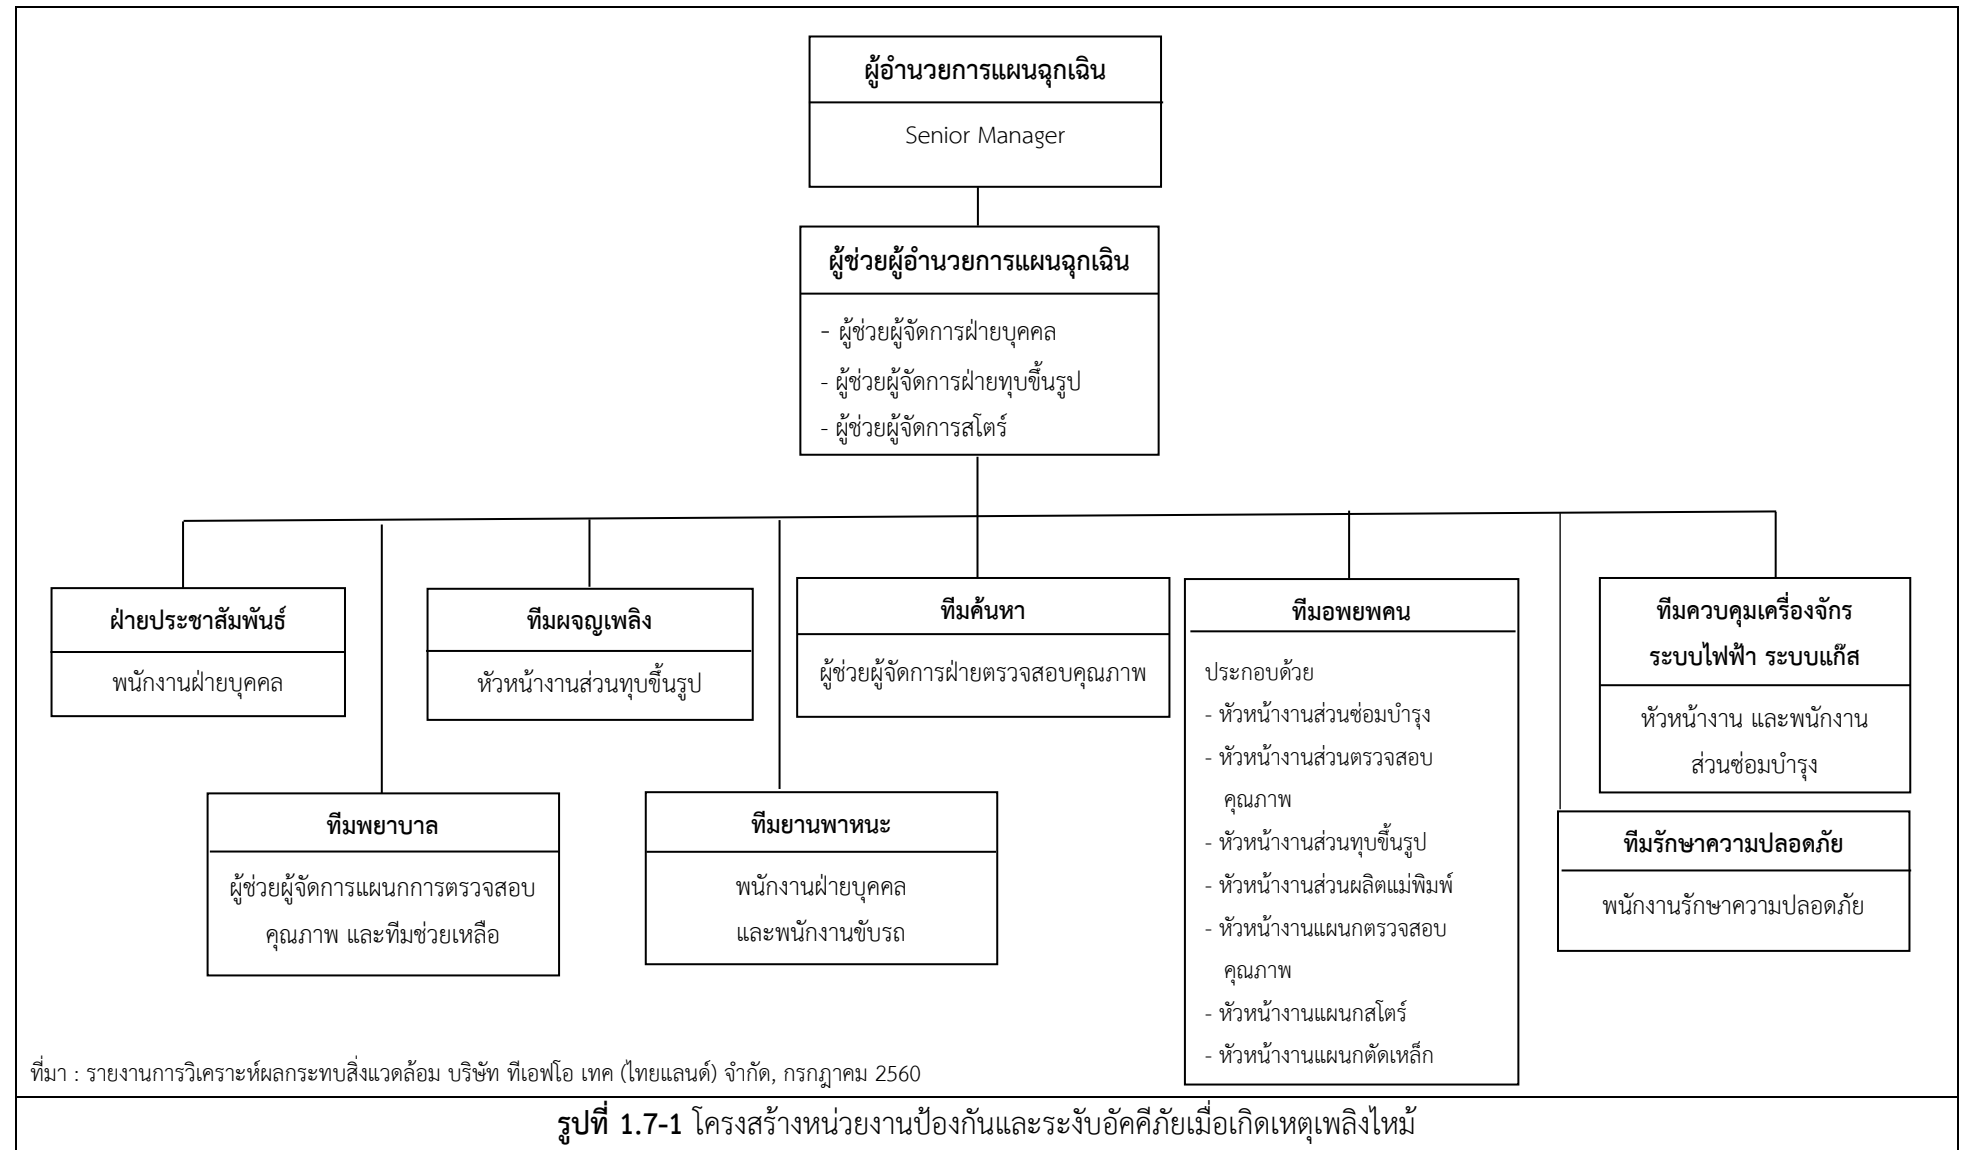 ผู้อำนวยการแผนฉุกเฉิน
Senior Manager
ผู้ช่วยผู้อำนวยการแผนฉุกเฉิน
- ผู้ช่วยผู้จัดการฝ่ายบุคคล
- ผู้ช่วยผู้จัดการฝ่ายทุบขึ้นรูป
- ผู้ช่วยผู้จัดการสโตร์
ฝ่ายประชาสัมพันธ์
พนักงานฝ่ายบุคคล
ทีมผจญเพลิง
หัวหน้างานส่วนทุบขึ้นรูป
ทีมค้นหา
ผู้ช่วยผู้จัดการฝ่ายตรวจสอบคุณภาพ
ทีมอพยพคน
ประกอบด้วย
- หัวหน้างานส่วนซ่อมบำรุง
- หัวหน้างานส่วนตรวจสอบ
คุณภาพ
- หัวหน้างานส่วนทุบขึ้นรูป
- หัวหน้างานส่วนผลิตแม่พิมพ์
- หัวหน้างานแผนกตรวจสอบ
คุณภาพ
- หัวหน้างานแผนกสโตร์
- หัวหน้างานแผนกตัดเหล็ก
ทีมควบคุมเครื่องจักร
ระบบไฟฟ้า ระบบแก๊ส
หัวหน้างาน และพนักงาน
ส่วนซ่อมบำรุง
ทีมพยาบาล
ผู้ช่วยผู้จัดการแผนกการตรวจสอบ
คุณภาพ และทีมช่วยเหลือ
ทีมยานพาหนะ
พนักงานฝ่ายบุคคล
และพนักงานขับรถ
ทีมรักษาความปลอดภัย
พนักงานรักษาความปลอดภัย
ที่มา : รายงานการวิเคราะห์ผลกระทบสิ่งแวดล้อม บริษัท ทีเอฟโอ เทค (ไทยแลนด์) จำกัด, กรกฎาคม 2560
รูปที่ 1.7-1 โครงสร้างหน่วยงานป้องกันและระงับอัคคีภัยเมื่อเกิดเหตุเพลิงไหม้